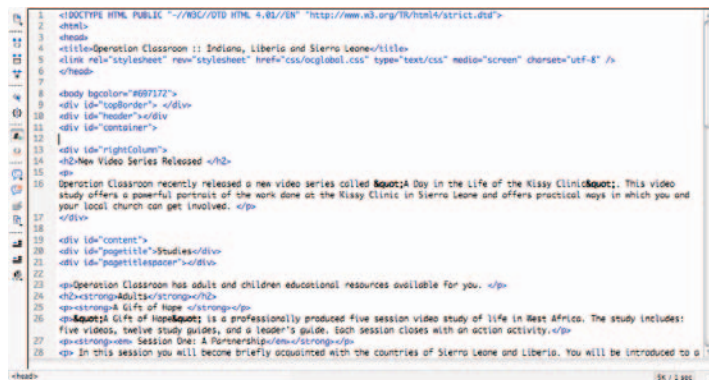 1 <!DOCTYPE HTML PUBLIC "-//W3C//DTD HTML 4.01//EN" "http://www.w3.org/TR/html4/strict.dtd">
2 <html>
3 <head>
4 <title>Operation Classroom :: Indiana, Liberia and Sierra Leone</title>
5 <link rel="stylesheet" rev="stylesheet" href="css/ocglobal.css" type="text/css" media="screen" charset="utf-8" />
6 </head>
7
8 <body bgcolor="#697172">
9 <div id="topBorder"> </div>
10 <div id="header"></div
11 <div id="container">
12
13 <div id="rightColumn">
14 <h2>New Video Series Released </h2>
15 <p>
16 Operation Classroom recently released a new video series called &quot;A Day in the Life of the Kissy Clinic&quot;. This video
study offers a powerful portrait of the work done at the Kissy Clinic in Sierra Leone and offers practical ways in which you and
your local church can get involved. </p>
17 </div>
18
19 <div id="content">
20 <div id="pagetitle">Studies</div>
21 <div id="pagetitlespacer"></div>
22
23 <p>Operation Classroom has adult and children educational resources available for you. </p>
24 <h2><strong>Adults</strong></h2>
25 <p><strong>A Gift of Hope </strong></p>
26 <p>&quot;A Gift of Hope&quot; is a professionally produced five session video study of life in West Africa. The study includes:
five videos, twelve study guides, and a leader's guide. Each session closes with an action activity.</p>
27 <p><strong><em> Session One: A Partnership</em></strong></p>
28 <p> In this session you will become briefly acquainted with the countries of Sierra Leone and Liberia. You will be introduced to a
<head>
5K / 1 sec